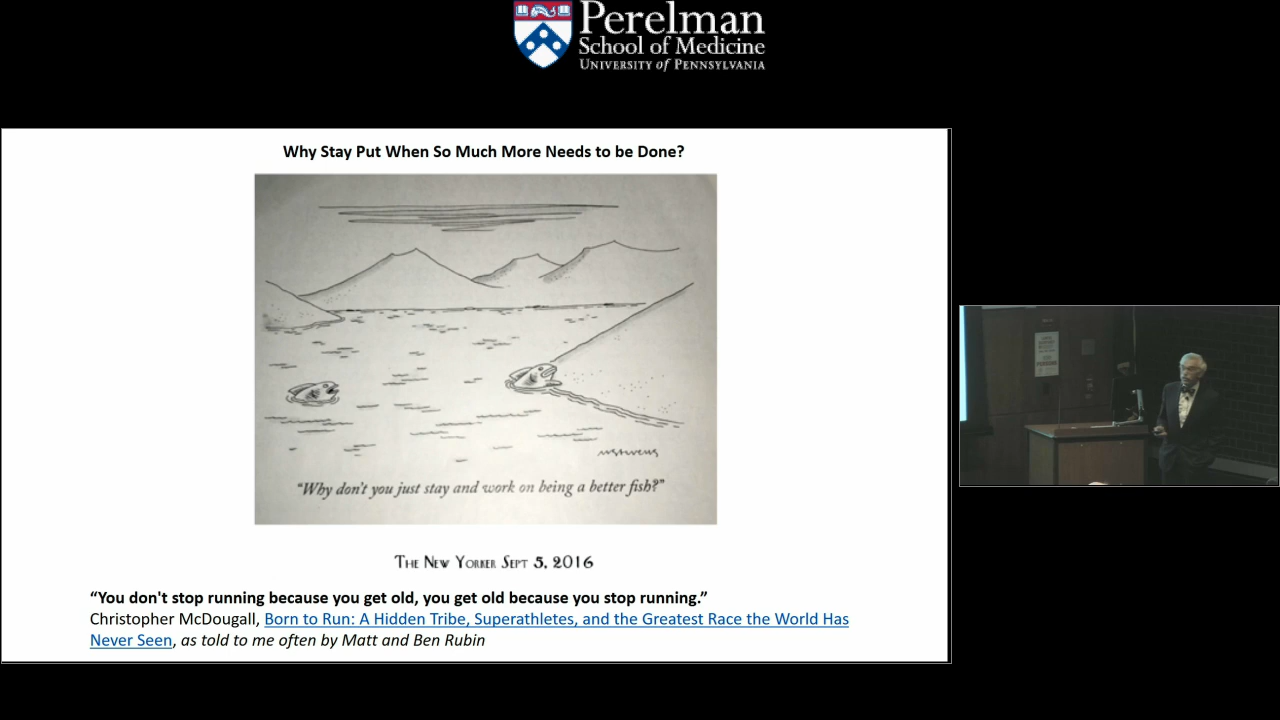 Perelman
School of Medicine
UNIVERSITY of PENNSYLVANIA
Why Stay Put When So Much More Needs to be Done?
"Why don't you just stay and work on being a better fish?"
THE NEW YORKER SEPT 5, 2016
“You don't stop running because you get old, you get old because you stop running.”
Christopher McDougall, Born to Run: A Hidden Tribe, Superathletes, and the Greatest Race the World Has
Never Seen, as told to me often by Matt and Ben Rubin